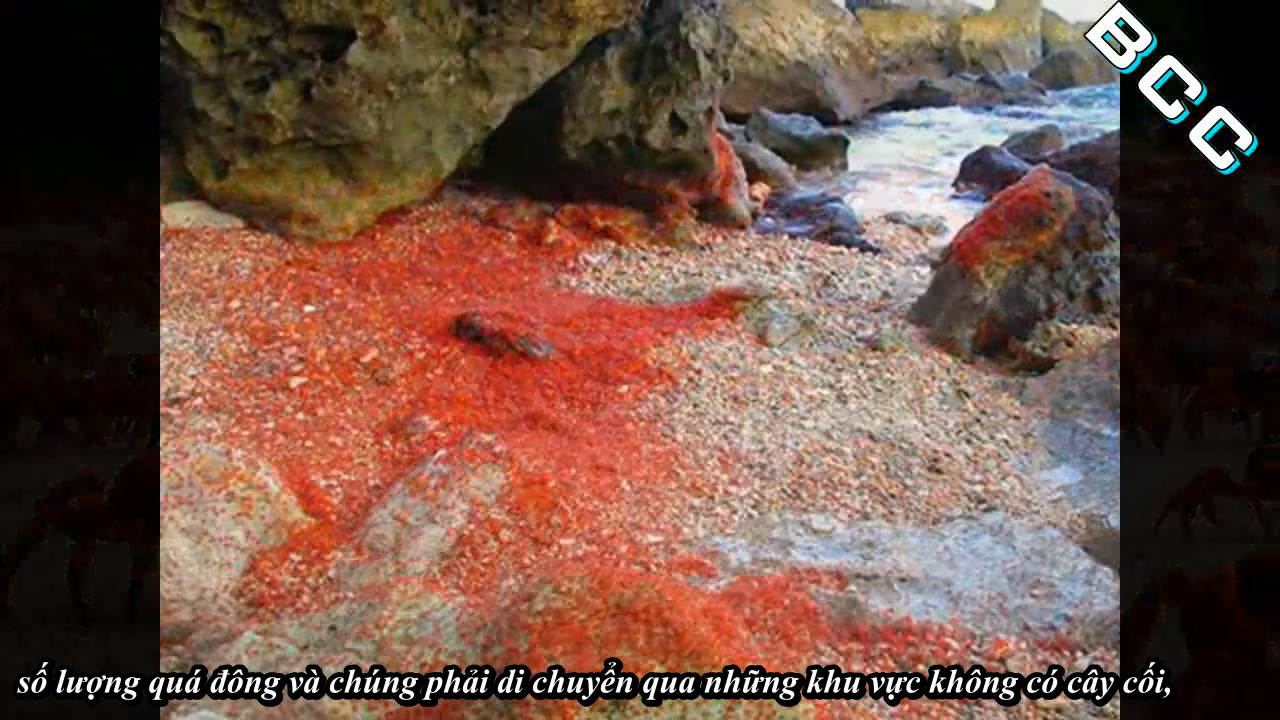 BCC
số lượng quá đông và chúng phải di chuyển qua những khu vực không có cây cối,